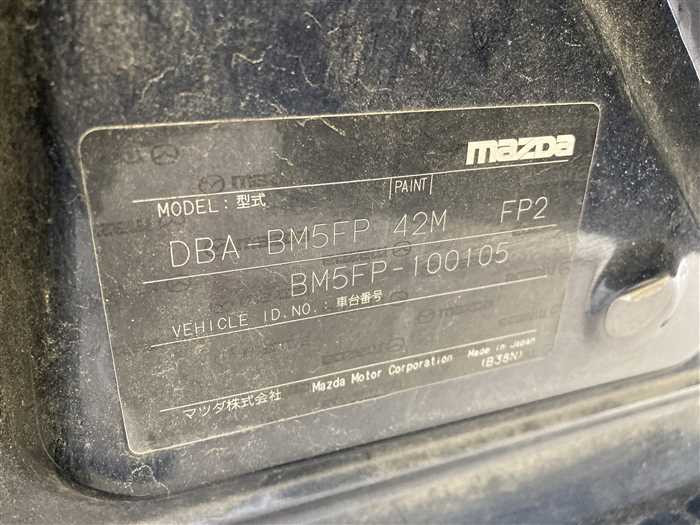 mazda
MODEL: 型式 PAINT
DBA-BM5FP 42M FP2
BM5FP-100105
VEHICLE ID.NO.: 車台番号
マツダ株式会社 Mazda Motor Corporation Made in Japan
(B38N)